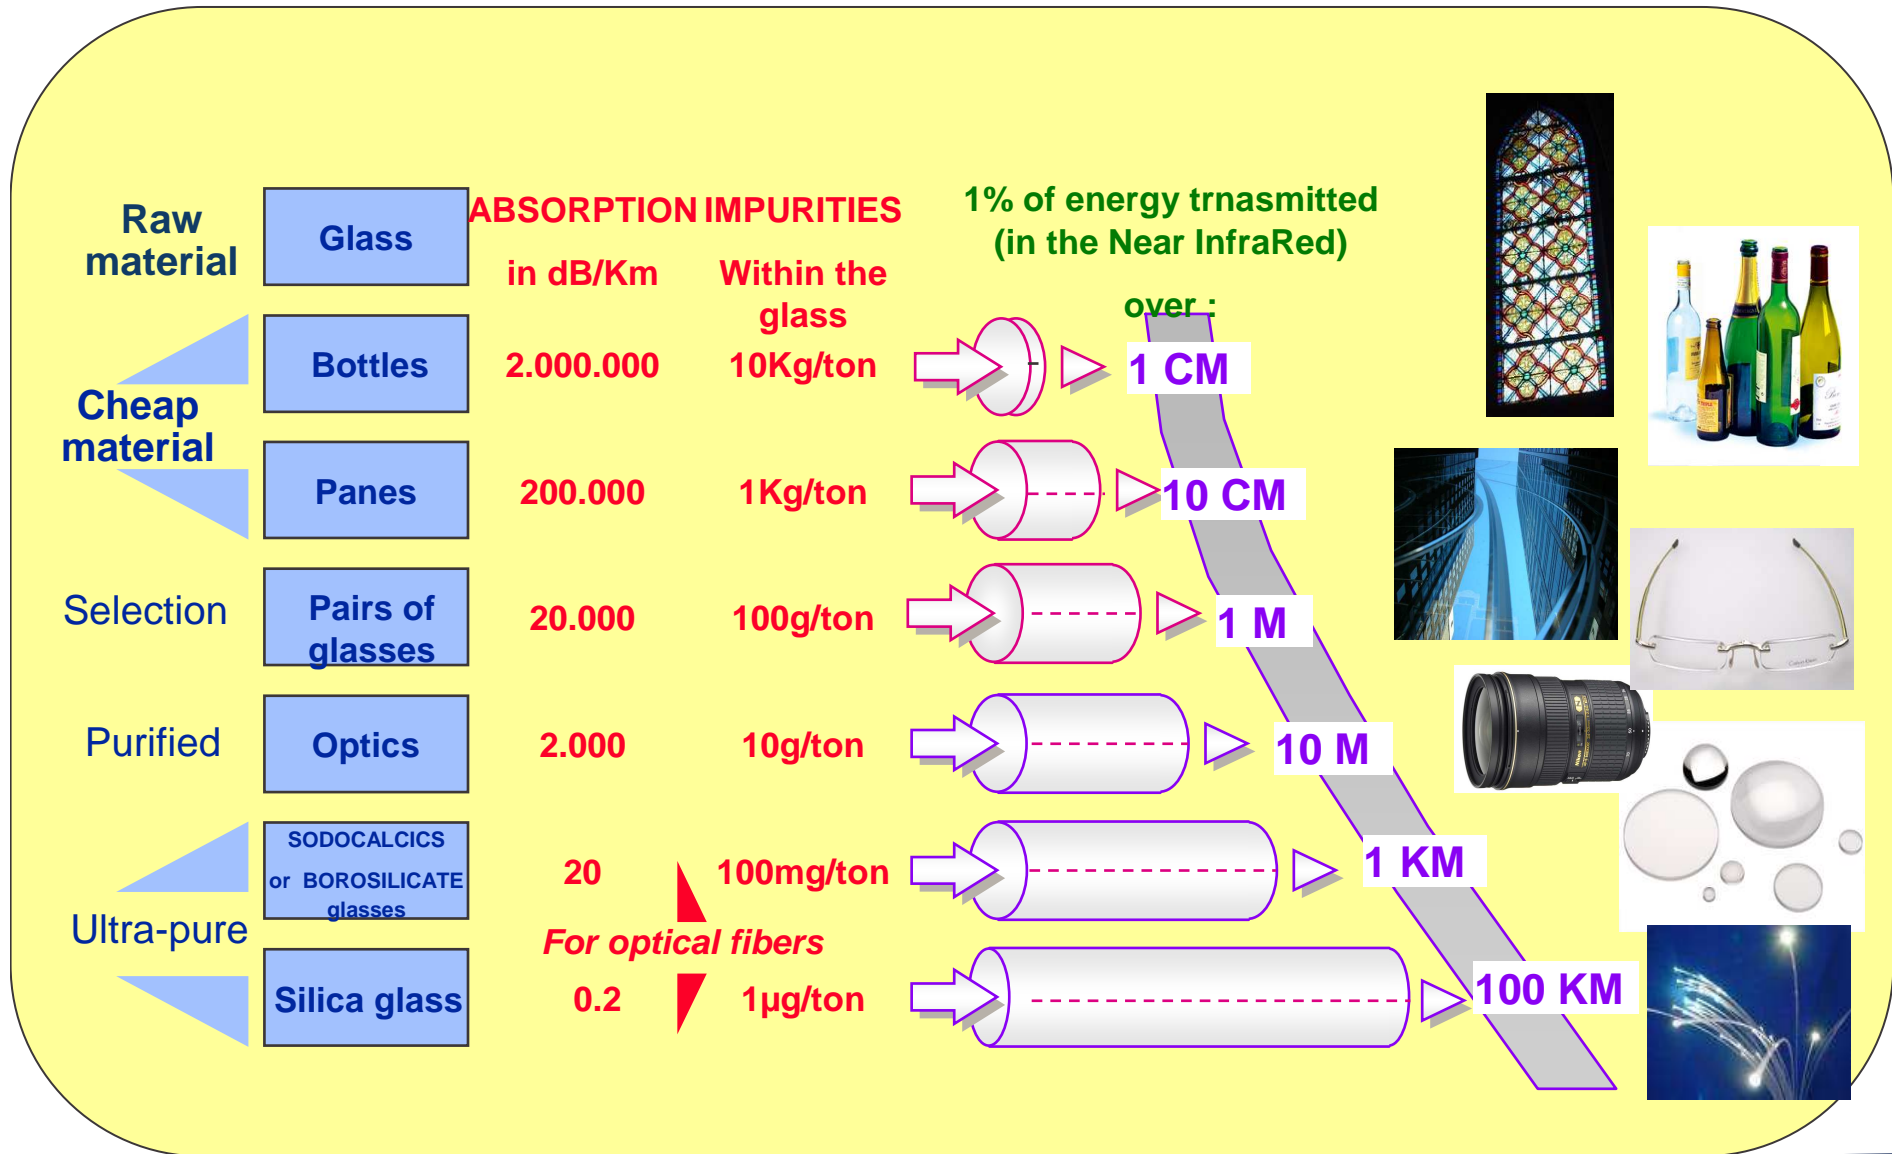 Raw
material
Glass
ABSORPTION
in dB/Km
IMPURITIES
Within the
glass
1% of energy trnasmitted
(in the Near InfraRed)
over :
Cheap
material
Bottles
2.000.000
10Kg/ton
1 CM
Panes
200.000
1Kg/ton
10 CM
Selection
Pairs of
glasses
20.000
100g/ton
1 M
Purified
Optics
2.000
10g/ton
10 M
Ultra-pure
SODOCALCICS
or BOROSILICATE
glasses
20
100mg/ton
1 KM
For optical fibers
Silica glass
0.2
1µg/ton
100 KM